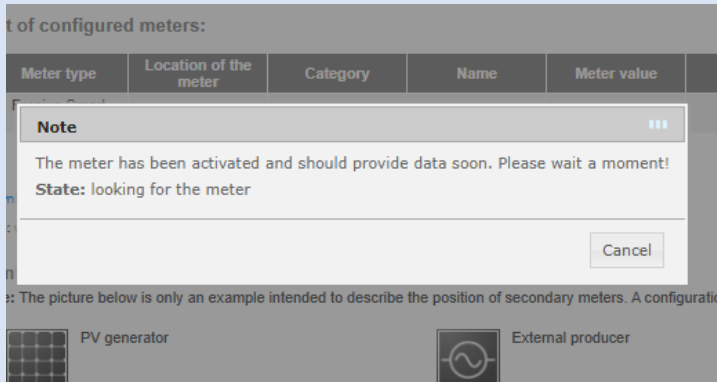 t of configured meters:
Meter type
Location of the
meter
Category
Name
Meter value
Note
The meter has been activated and should provide data soon. Please wait a moment!
State: looking for the meter
Cancel
e: The picture below is only an example intended to describe the position of secondary meters. A configuratio
PV generator
External producer